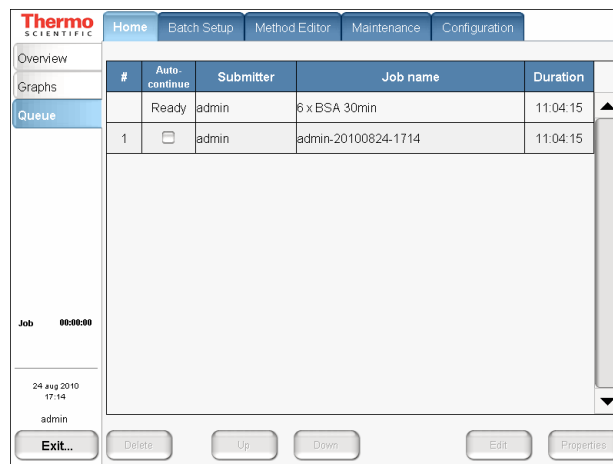 Thermo
SCIENTIFIC
Home Batch Setup Method Editor Maintenance Configuration
Overview
Graphs
Queue
# Auto-continue Submitter Job name Duration
Ready admin 6 x BSA 30min 11:04:15
1 admin admin-20100824-1714 11:04:15
Job 00:00:00
24 aug 2010
17:14
admin
Exit... Delete Up Down Edit Properties